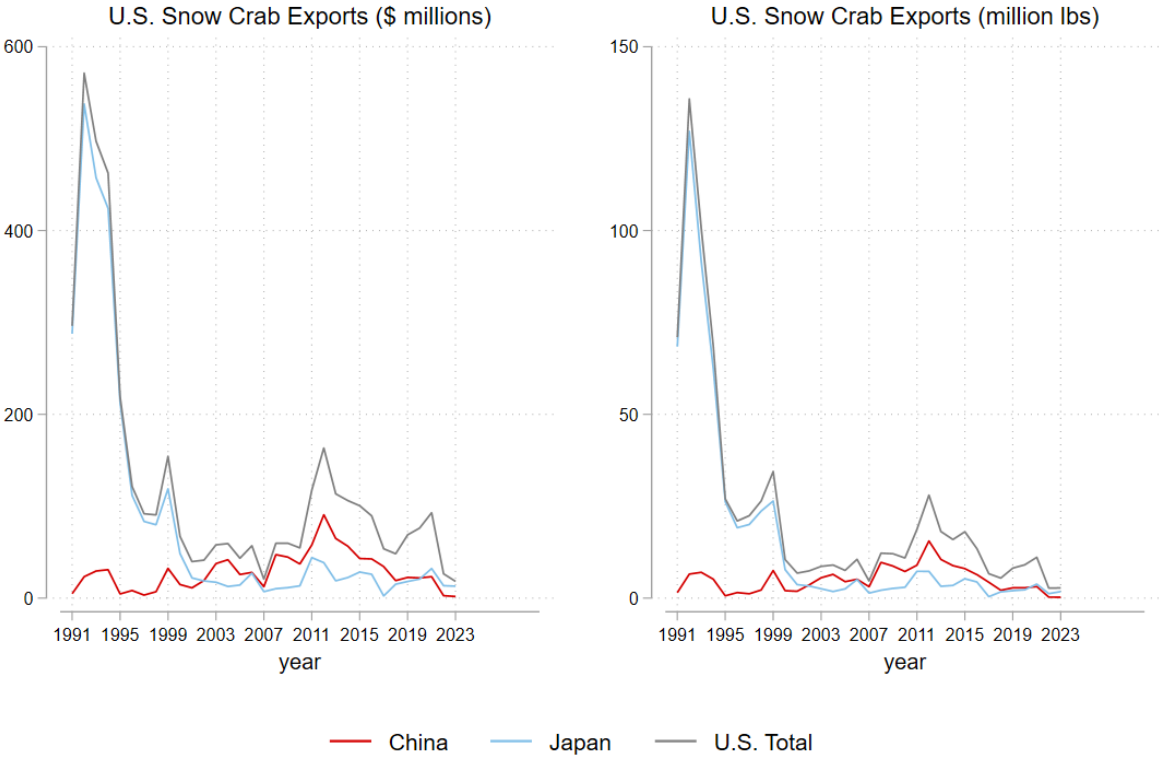 U.S. Snow Crab Exports ($ millions)
600
400
200
0
1991 1995 1999 2003 2007 2011 2015 2019 2023
year
U.S. Snow Crab Exports (million lbs)
150
100
50
0
1991 1995 1999 2003 2007 2011 2015 2019 2023
year
China Japan U.S. Total